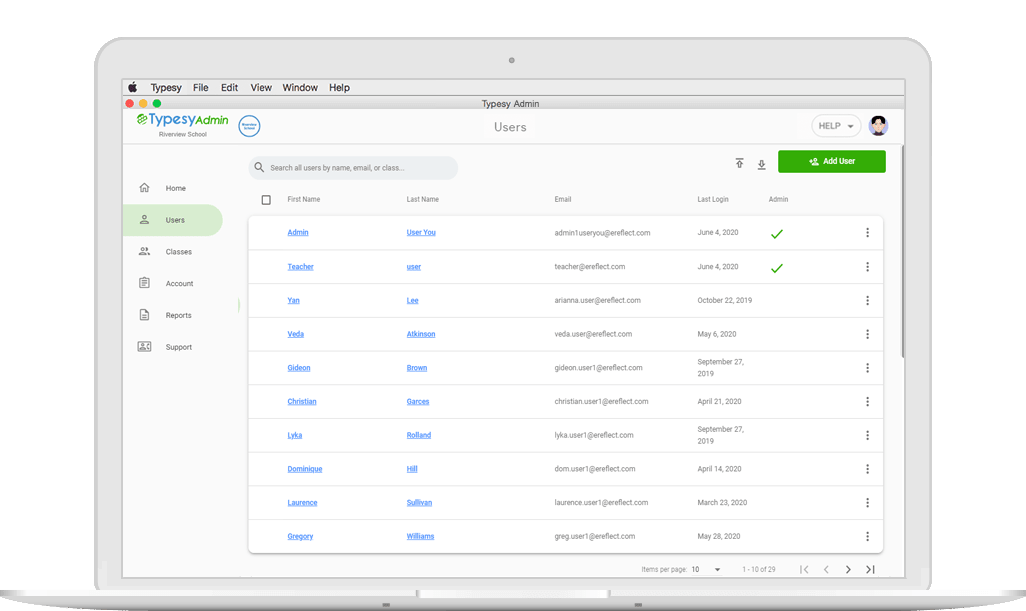 Typesy File Edit View Window Help
Typesy Admin
TypesyAdmin
Riverview School
Riverview School
Users
HELP
Search all users by name, email, or class...
Add User
Home
Users
Classes
Account
Reports
Support
First Name Last Name Email Last Login Admin
Admin User You admin1useryou@ereflect.com June 4, 2020
Teacher user teacher@ereflect.com June 4, 2020
Yan Lee arianna.user@ereflect.com October 22, 2019
Veda Atkinson veda.user@ereflect.com May 6, 2020
Gideon Brown gideon.user1@ereflect.com September 27, 2019
Christian Garces christian.user1@ereflect.com April 21, 2020
Lyka Rolland lyka.user1@ereflect.com September 27, 2019
Dominique Hill dom.user1@ereflect.com April 14, 2020
Laurence Sullivan laurence.user1@ereflect.com March 23, 2020
Gregory Williams greg.user1@ereflect.com May 28, 2020
Items per page: 10 1 - 10 of 29